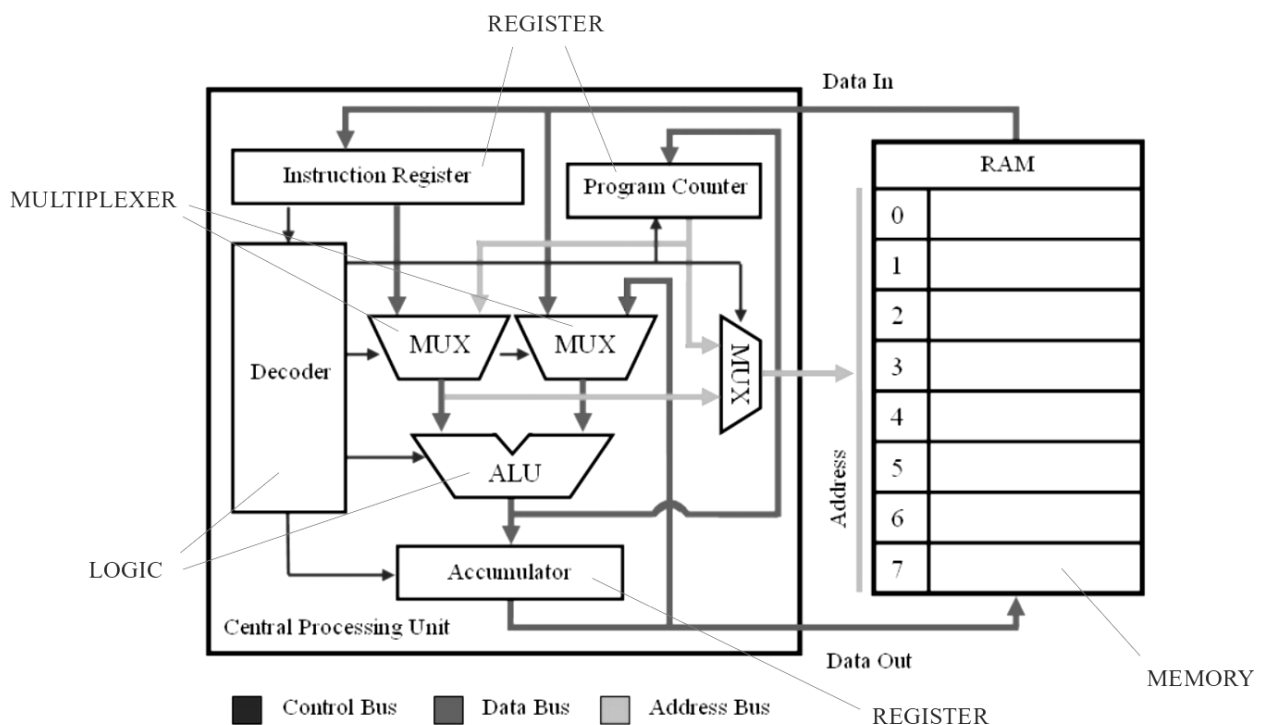 REGISTER
Data In
Instruction Register
Program Counter
RAM
MULTIPLEXER
0
1
2
MUX
MUX
MUX
3
Decoder
4
ALU
5
Address
6
LOGIC
Accumulator
7
Central Processing Unit
Data Out
MEMORY
Control Bus
Data Bus
Address Bus
REGISTER